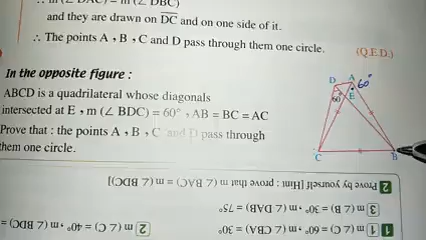 m(∠ DAC) = m(∠ DBC)
and they are drawn on DC and on one side of it.
∴ The points A , B , C and D pass through them one circle.
(Q.E.D.)
In the opposite figure :
ABCD is a quadrilateral whose diagonals
intersected at E , m (∠ BDC) = 60° , AB = BC = AC
Prove that : the points A , B , C and D pass through
them one circle.
D A 60°
60 E
C B
2 Prove by yourself [Hint : prove that m (∠ BAC) = m (∠ BDC)]
3 m (∠ B) = 30° , m (∠ DAB) = 75°
1 1 m (∠ C) = 60° , m (∠ CBA) = 30°
2 m (∠ C) = 40° , m (∠ BDC) =